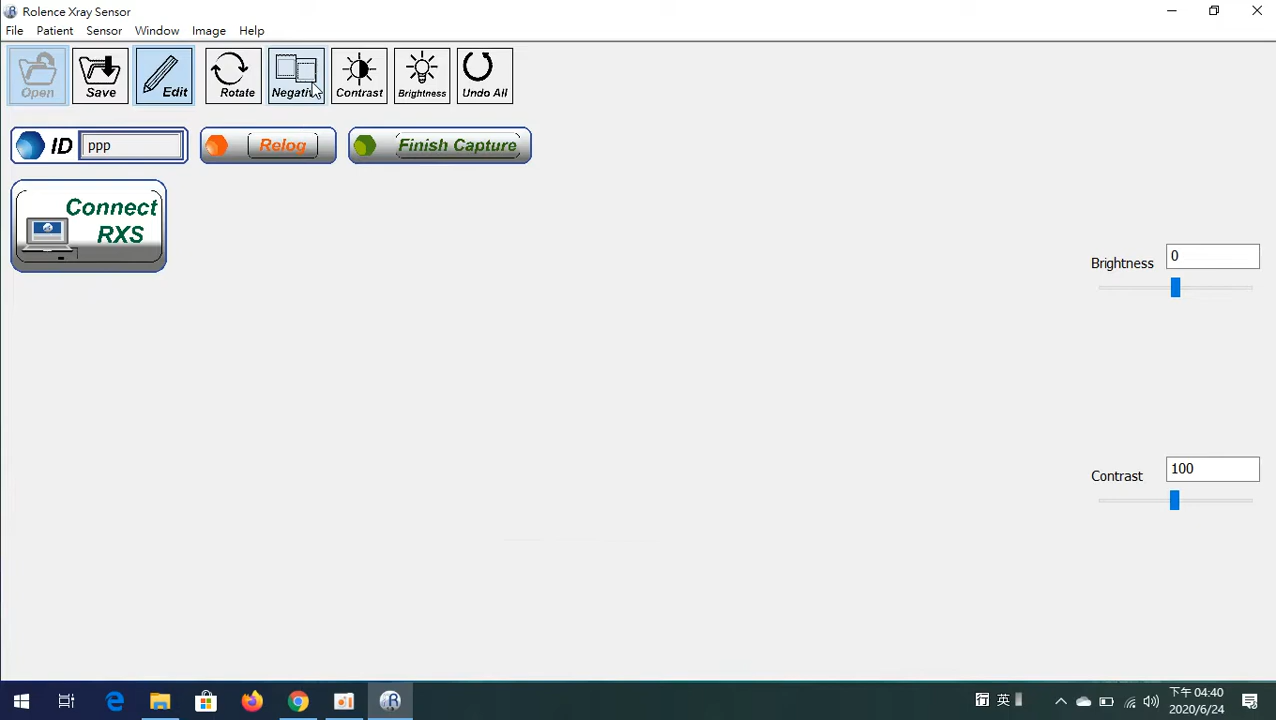 Rolence Xray Sensor
File Patient Sensor Window Image Help
Open Save Edit Rotate Contrast Brightness Undo All
ID ppp Relog Finish Capture
Connect
RXS
Brightness 0
Contrast 100
英 下午 04:40
2020/6/24